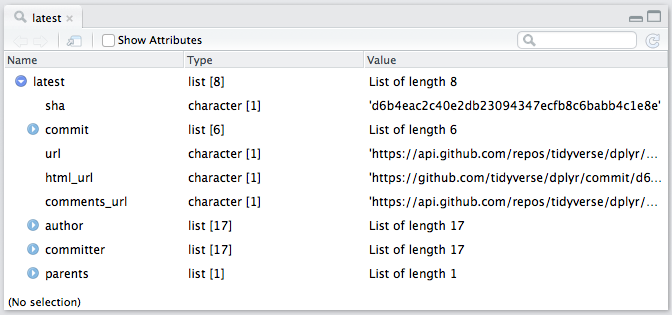 latest
Show Attributes
Name Type Value
latest list [8] List of length 8
sha character [1] 'd6b4eac2c40e2db23094347ecfb8c6babb4c1e8e'
commit list [6] List of length 6
url character [1] 'https://api.github.com/repos/tidyverse/dplyr/...
html_url character [1] 'https://github.com/tidyverse/dplyr/commit/d6...
comments_url character [1] 'https://api.github.com/repos/tidyverse/dplyr/...
author list [17] List of length 17
committer list [17] List of length 17
parents list [1] List of length 1
(No selection)